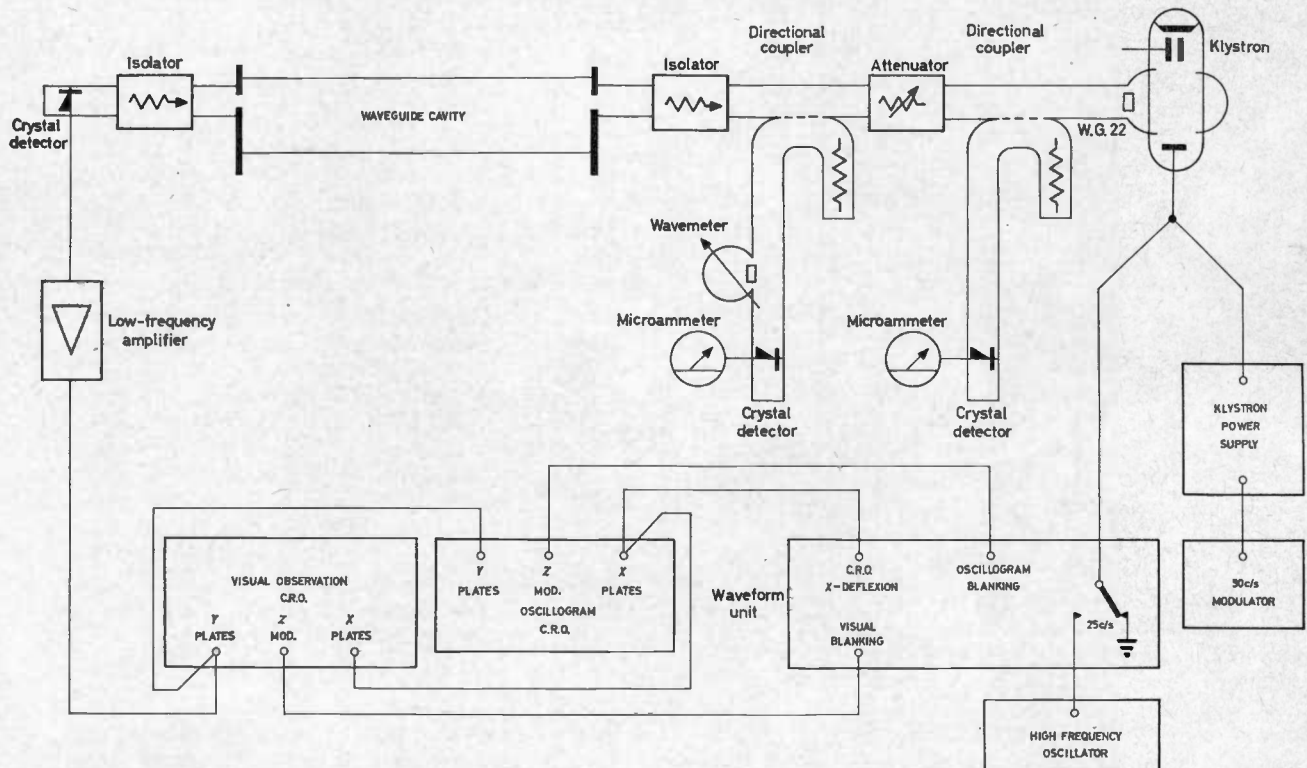 Directional
coupler
Directional
coupler
Klystron
Isolator
Isolator
Attenuator
WAVEGUIDE CAVITY
Crystal
detector
W.G. 22
Wavemeter
Low-frequency
amplifier
Microammeter
Microammeter
Crystal
detector
Crystal
detector
KLYSTRON
POWER
SUPPLY
VISUAL OBSERVATION
C.R.O.
Y
PLATES
Z
MOD.
X
PLATES
Y
PLATES
Z
MOD.
X
PLATES
OSCILLOGRAM
C.R.O.
Waveform
unit
C.R.O.
X-DEFLEXION
OSCILLOGRAM
BLANKING
VISUAL
BLANKING
25c/s
50c/s
MODULATOR
HIGH FREQUENCY
OSCILLATOR